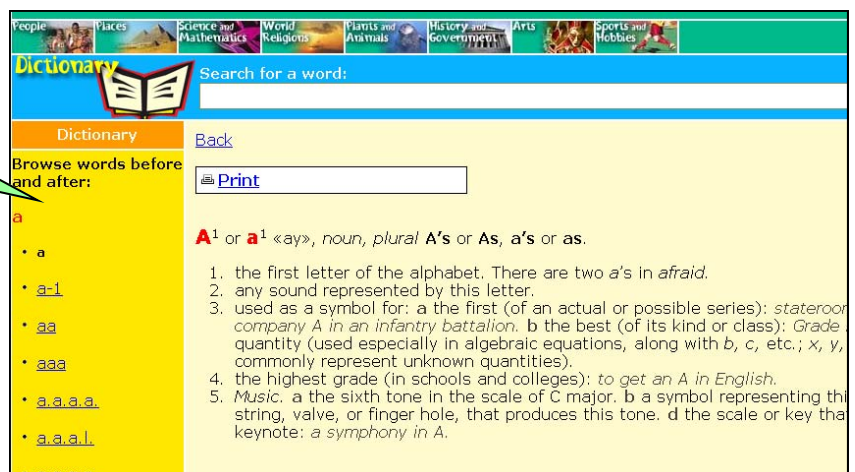 People Places Science and Mathematics World Religions Plants and Animals History and Government Arts Sports and Hobbies
Dictionary
Search for a word:
Dictionary
Browse words before
and after:
a
• a
• a-1
• aa
• aaa
• a.a.a.a.
• a.a.a.l.
Back
Print
A¹ or a¹ «ay», noun, plural A's or As, a's or as.
1. the first letter of the alphabet. There are two a's in afraid.
2. any sound represented by this letter.
3. used as a symbol for: a the first (of an actual or possible series):
company A in an infantry battalion. b the best (of its kind or class): Grade
quantity (used especially in algebraic equations, along with b, c, etc.; x, y,
commonly represent unknown quantities).
4. the highest grade (in schools and colleges): to get an A in English.
5. Music. a the sixth tone in the scale of C major. b a symbol representing
string, valve, or finger hole, that produces this tone. d the scale or key
keynote: a symphony in A.